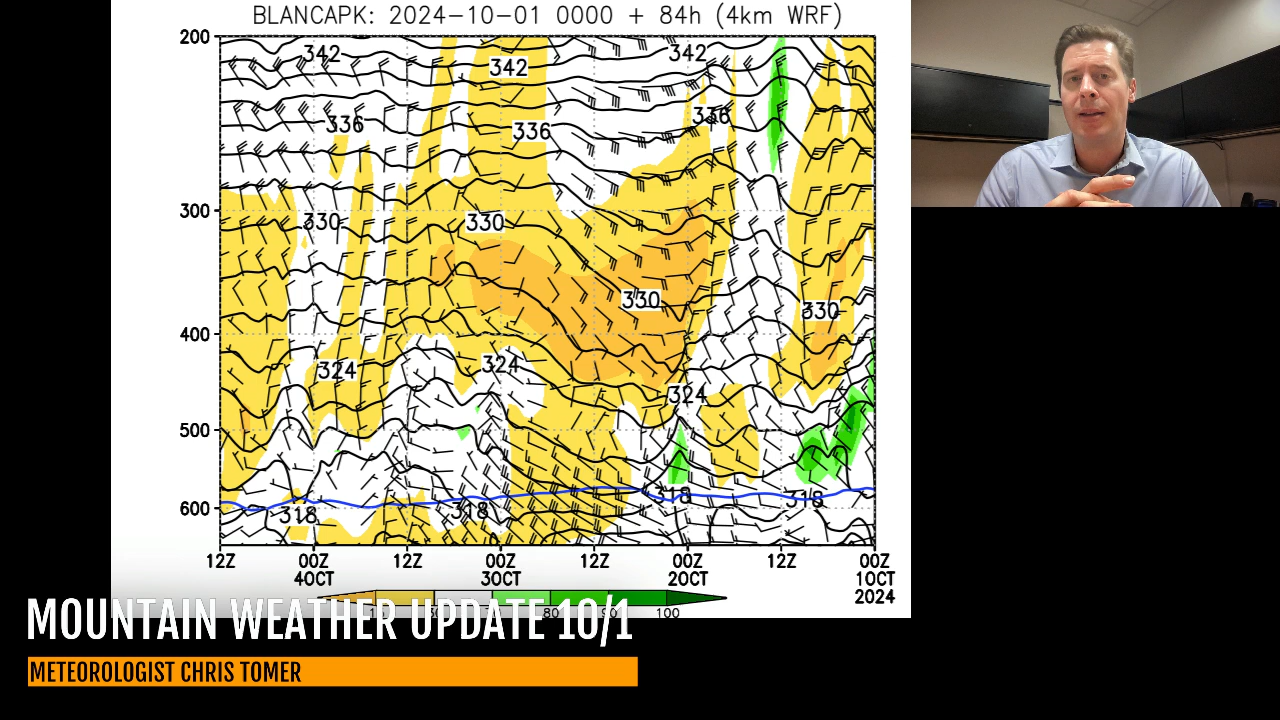 BLANCAPK: 2024-10-01 0000 + 84h (4km WRF)
200
342 342 342
336 336 336
300
330 330
330 330
400
324 324 324
500
318 318
600
318 318
12Z 00Z 12Z 00Z 12Z 00Z 12Z 00Z
4OCT 3OCT 2OCT 1OCT
2024
80 90 100
MOUNTAIN WEATHER UPDATE 10/1
METEOROLOGIST CHRIS TOMER